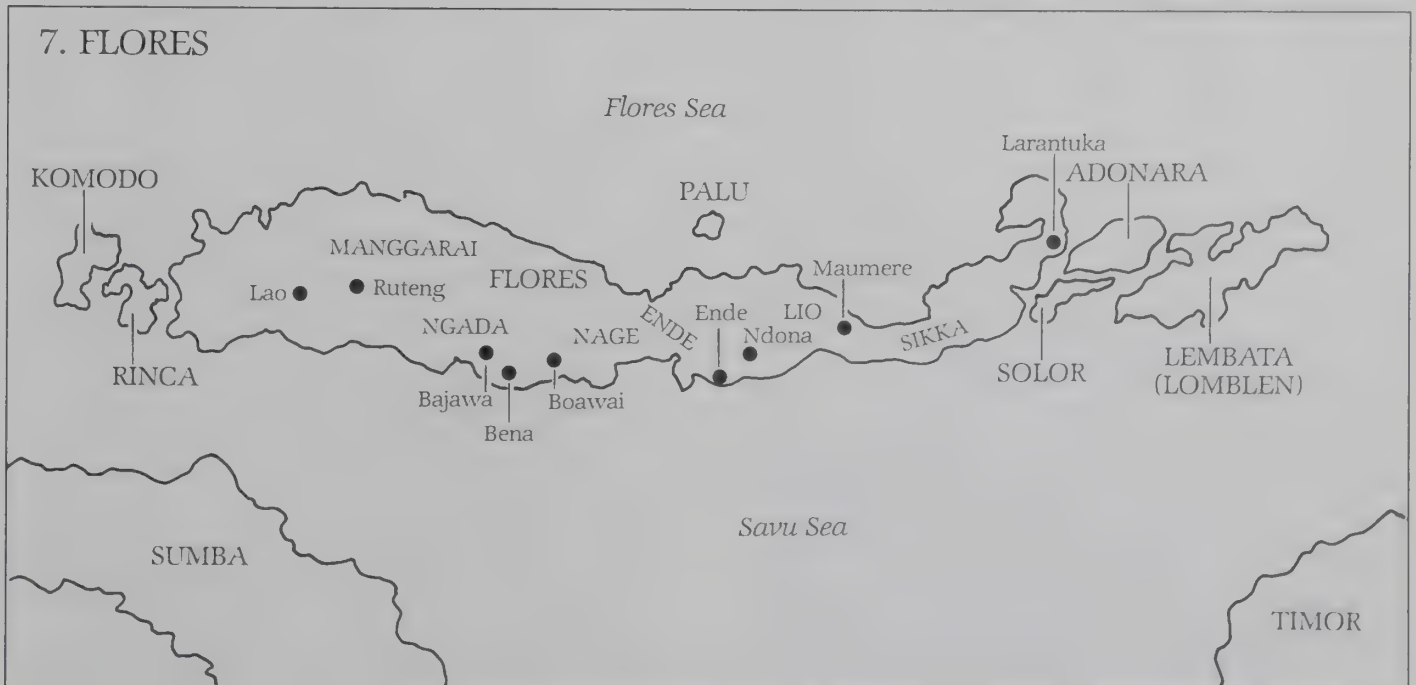 7. FLORES
Flores Sea
Larantuka
KOMODO
PALU
ADONARA
MANGGARAI
FLORES
Maumere
Lao
Ruteng
ENDE
Ende
LIO
NGADA
NAGE
Ndona
SIKKA
RINCA
SOLOR
LEMBATA
(LOMBLEN)
Bajawa
Boawai
Bena
Savu Sea
SUMBA
TIMOR